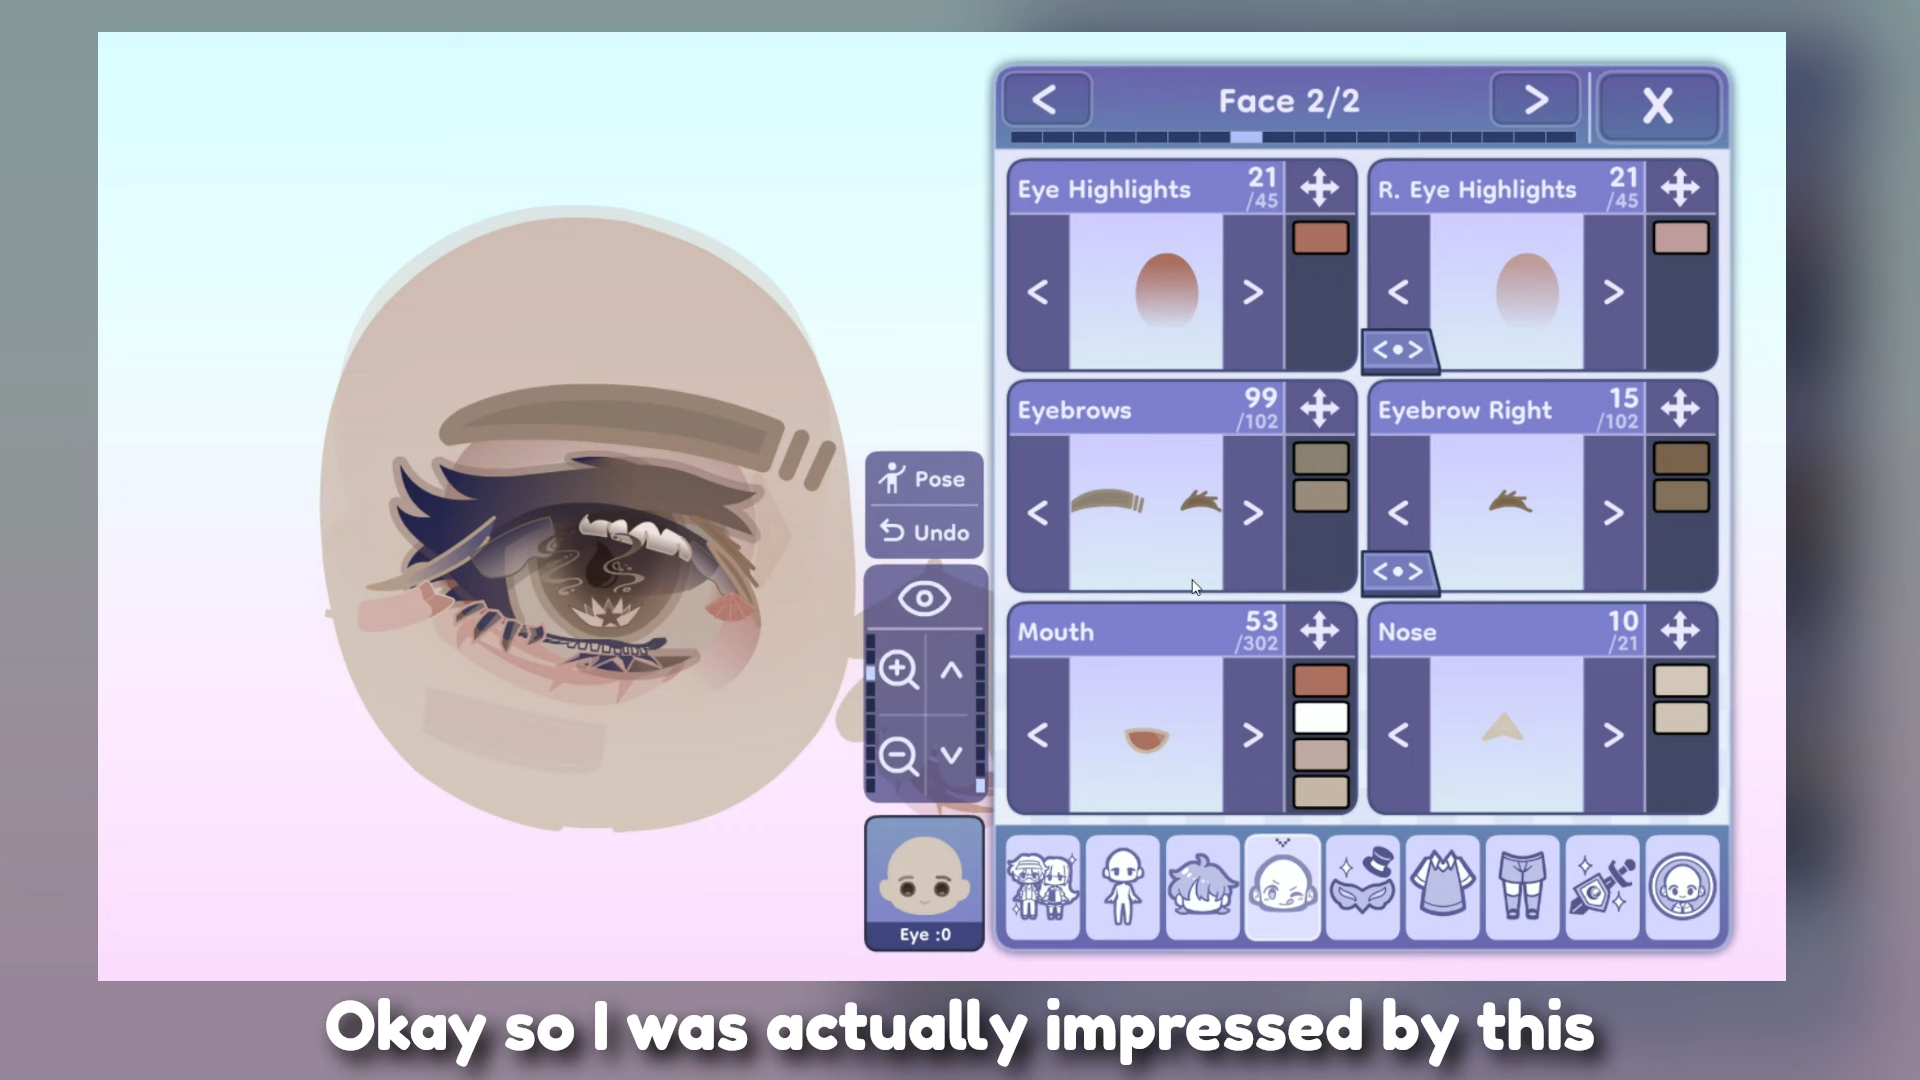 < Face 2/2 > X
Eye Highlights 21 /45
R. Eye Highlights 21 /45
< >
< >
<•>
Eyebrows 99 /102
Eyebrow Right 15 /102
< >
< >
<•>
Pose
Undo
Mouth 53 /302
Nose 10 /21
< >
< >
Eye :0
Okay so I was actually impressed by this